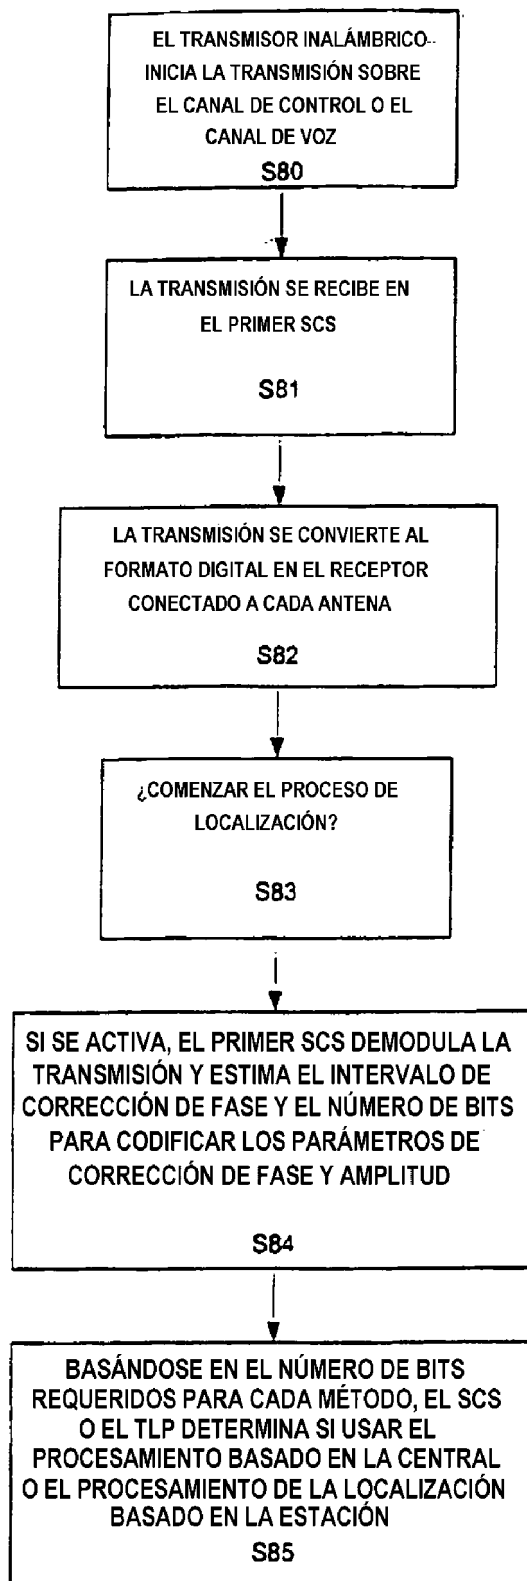 EL TRANSMISOR INALÁMBRICO
INICIA LA TRANSMISIÓN SOBRE
EL CANAL DE CONTROL O EL
CANAL DE VOZ
S80
LA TRANSMISIÓN SE RECIBE EN
EL PRIMER SCS
S81
LA TRANSMISIÓN SE CONVIERTE AL
FORMATO DIGITAL EN EL RECEPTOR
CONECTADO A CADA ANTENA
S82
¿COMENZAR EL PROCESO DE
LOCALIZACIÓN?
S83
SI SE ACTIVA, EL PRIMER SCS DEMODULA LA
TRANSMISIÓN Y ESTIMA EL INTERVALO DE
CORRECCIÓN DE FASE Y EL NÚMERO DE BITS
PARA CODIFICAR LOS PARÁMETROS DE
CORRECCIÓN DE FASE Y AMPLITUD
S84
BASÁNDOSE EN EL NÚMERO DE BITS
REQUERIDOS PARA CADA MÉTODO, EL SCS
O EL TLP DETERMINA SI USAR EL
PROCESAMIENTO BASADO EN LA CENTRAL
O EL PROCESAMIENTO DE LA LOCALIZACIÓN
BASADO EN LA ESTACIÓN
S85